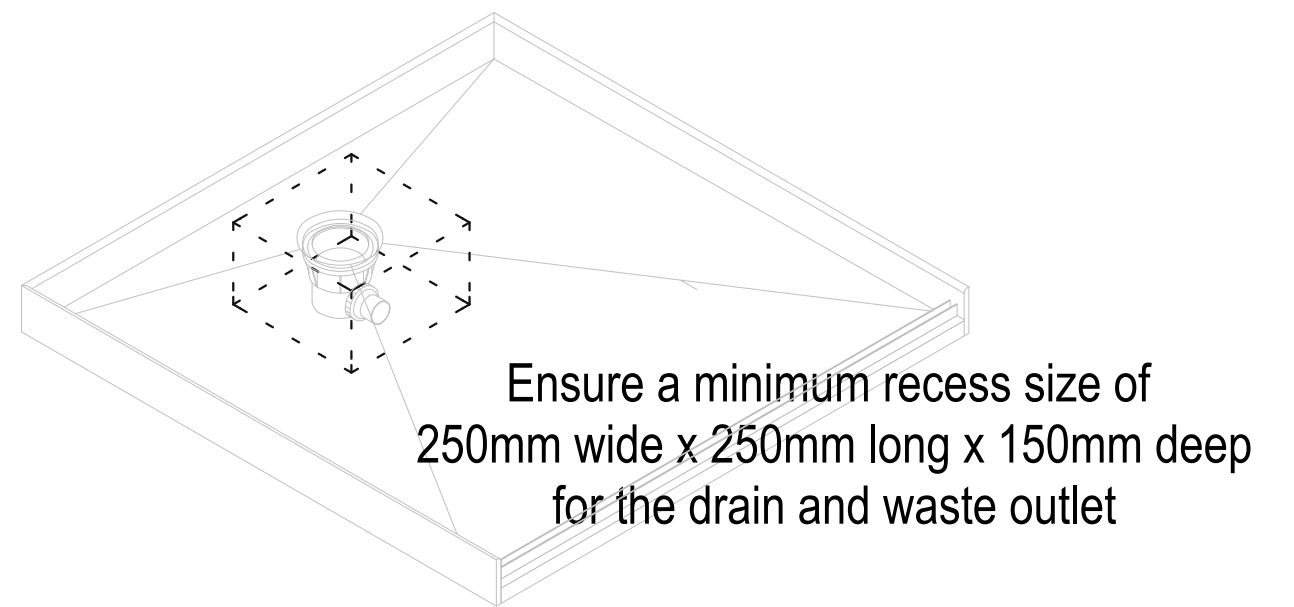 Ensure a minimum recess size of
250mm wide x 250mm long x 150mm deep
for the drain and waste outlet